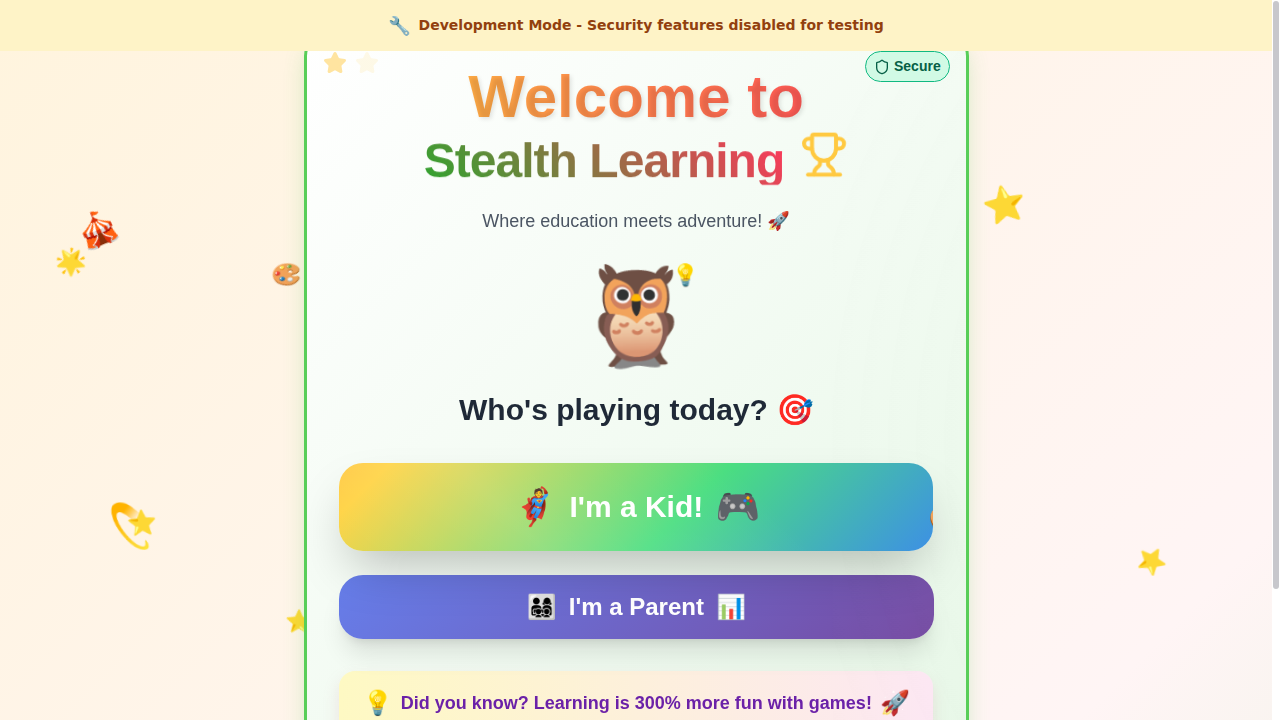 Development Mode - Security features disabled for testing
Secure
Welcome to
Stealth Learning
Where education meets adventure!
Who's playing today?
I'm a Kid!
I'm a Parent
Did you know? Learning is 300% more fun with games!